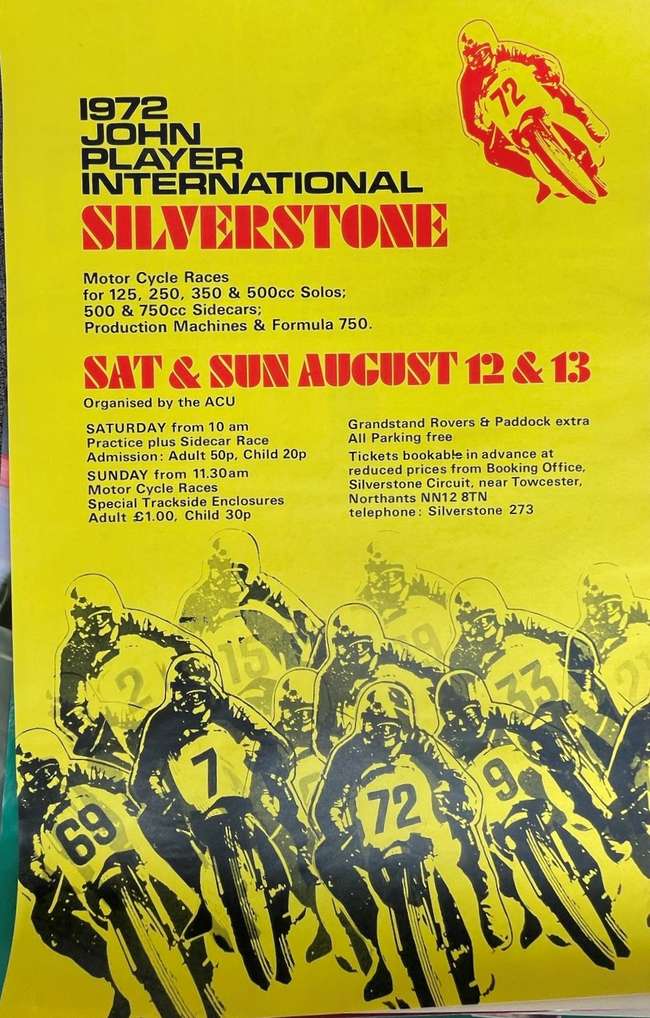 72
1972
JOHN
PLAYER
INTERNATIONAL
SILVERSTONE
Motor Cycle Races
for 125, 250, 350 & 500cc Solos;
500 & 750cc Sidecars;
Production Machines & Formula 750.
SAT & SUN AUGUST 12 & 13
Organised by the ACU
SATURDAY from 10 am
Practice plus Sidecar Race
Admission: Adult 50p, Child 20p
SUNDAY from 11.30am
Motor Cycle Races
Special Trackside Enclosures
Adult £1.00, Child 30p
Grandstand Rovers & Paddock extra
All Parking free
Tickets bookable in advance at
reduced prices from Booking Office,
Silverstone Circuit, near Towcester,
Northants NN12 8TN
telephone: Silverstone 273
2
15
33
69
7
72
9